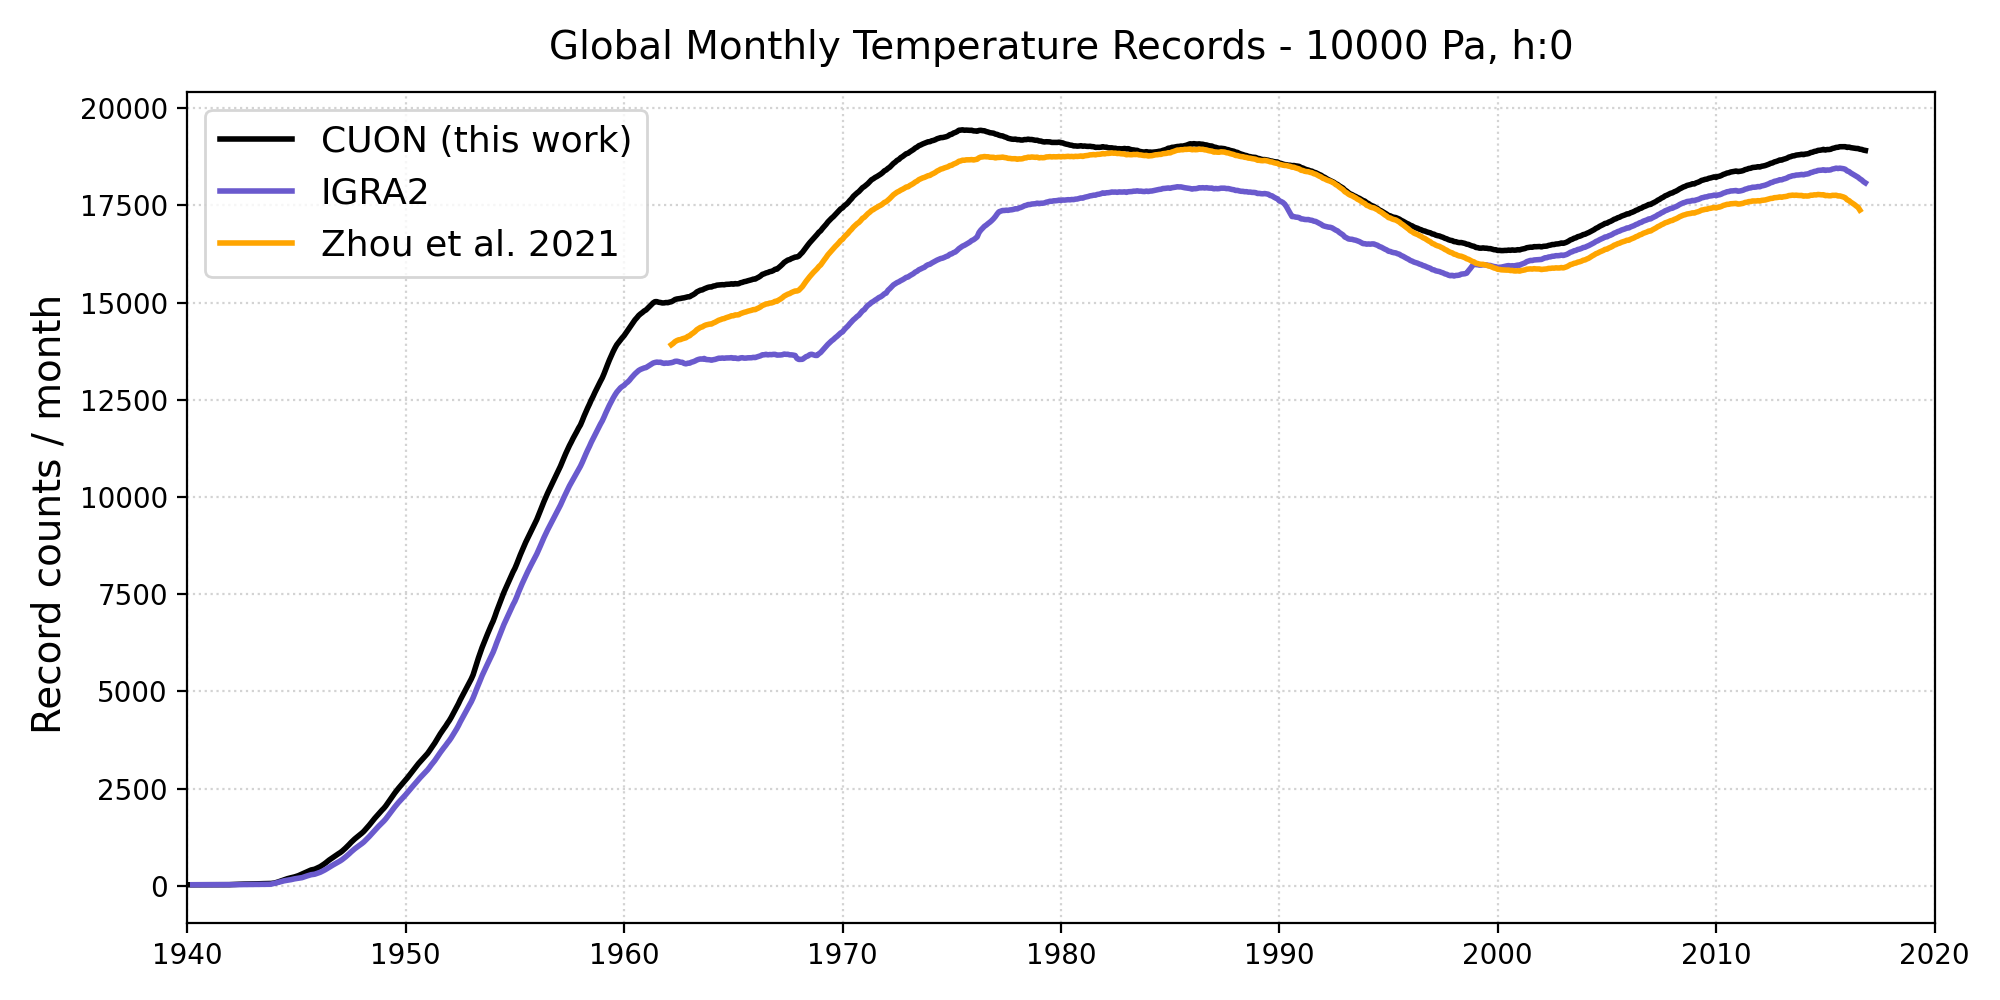 Global Monthly Temperature Records - 10000 Pa, h:0
CUON (this work)
IGRA2
Zhou et al. 2021
Record counts / month
20000
17500
15000
12500
10000
7500
5000
2500
0
1940 1950 1960 1970 1980 1990 2000 2010 2020